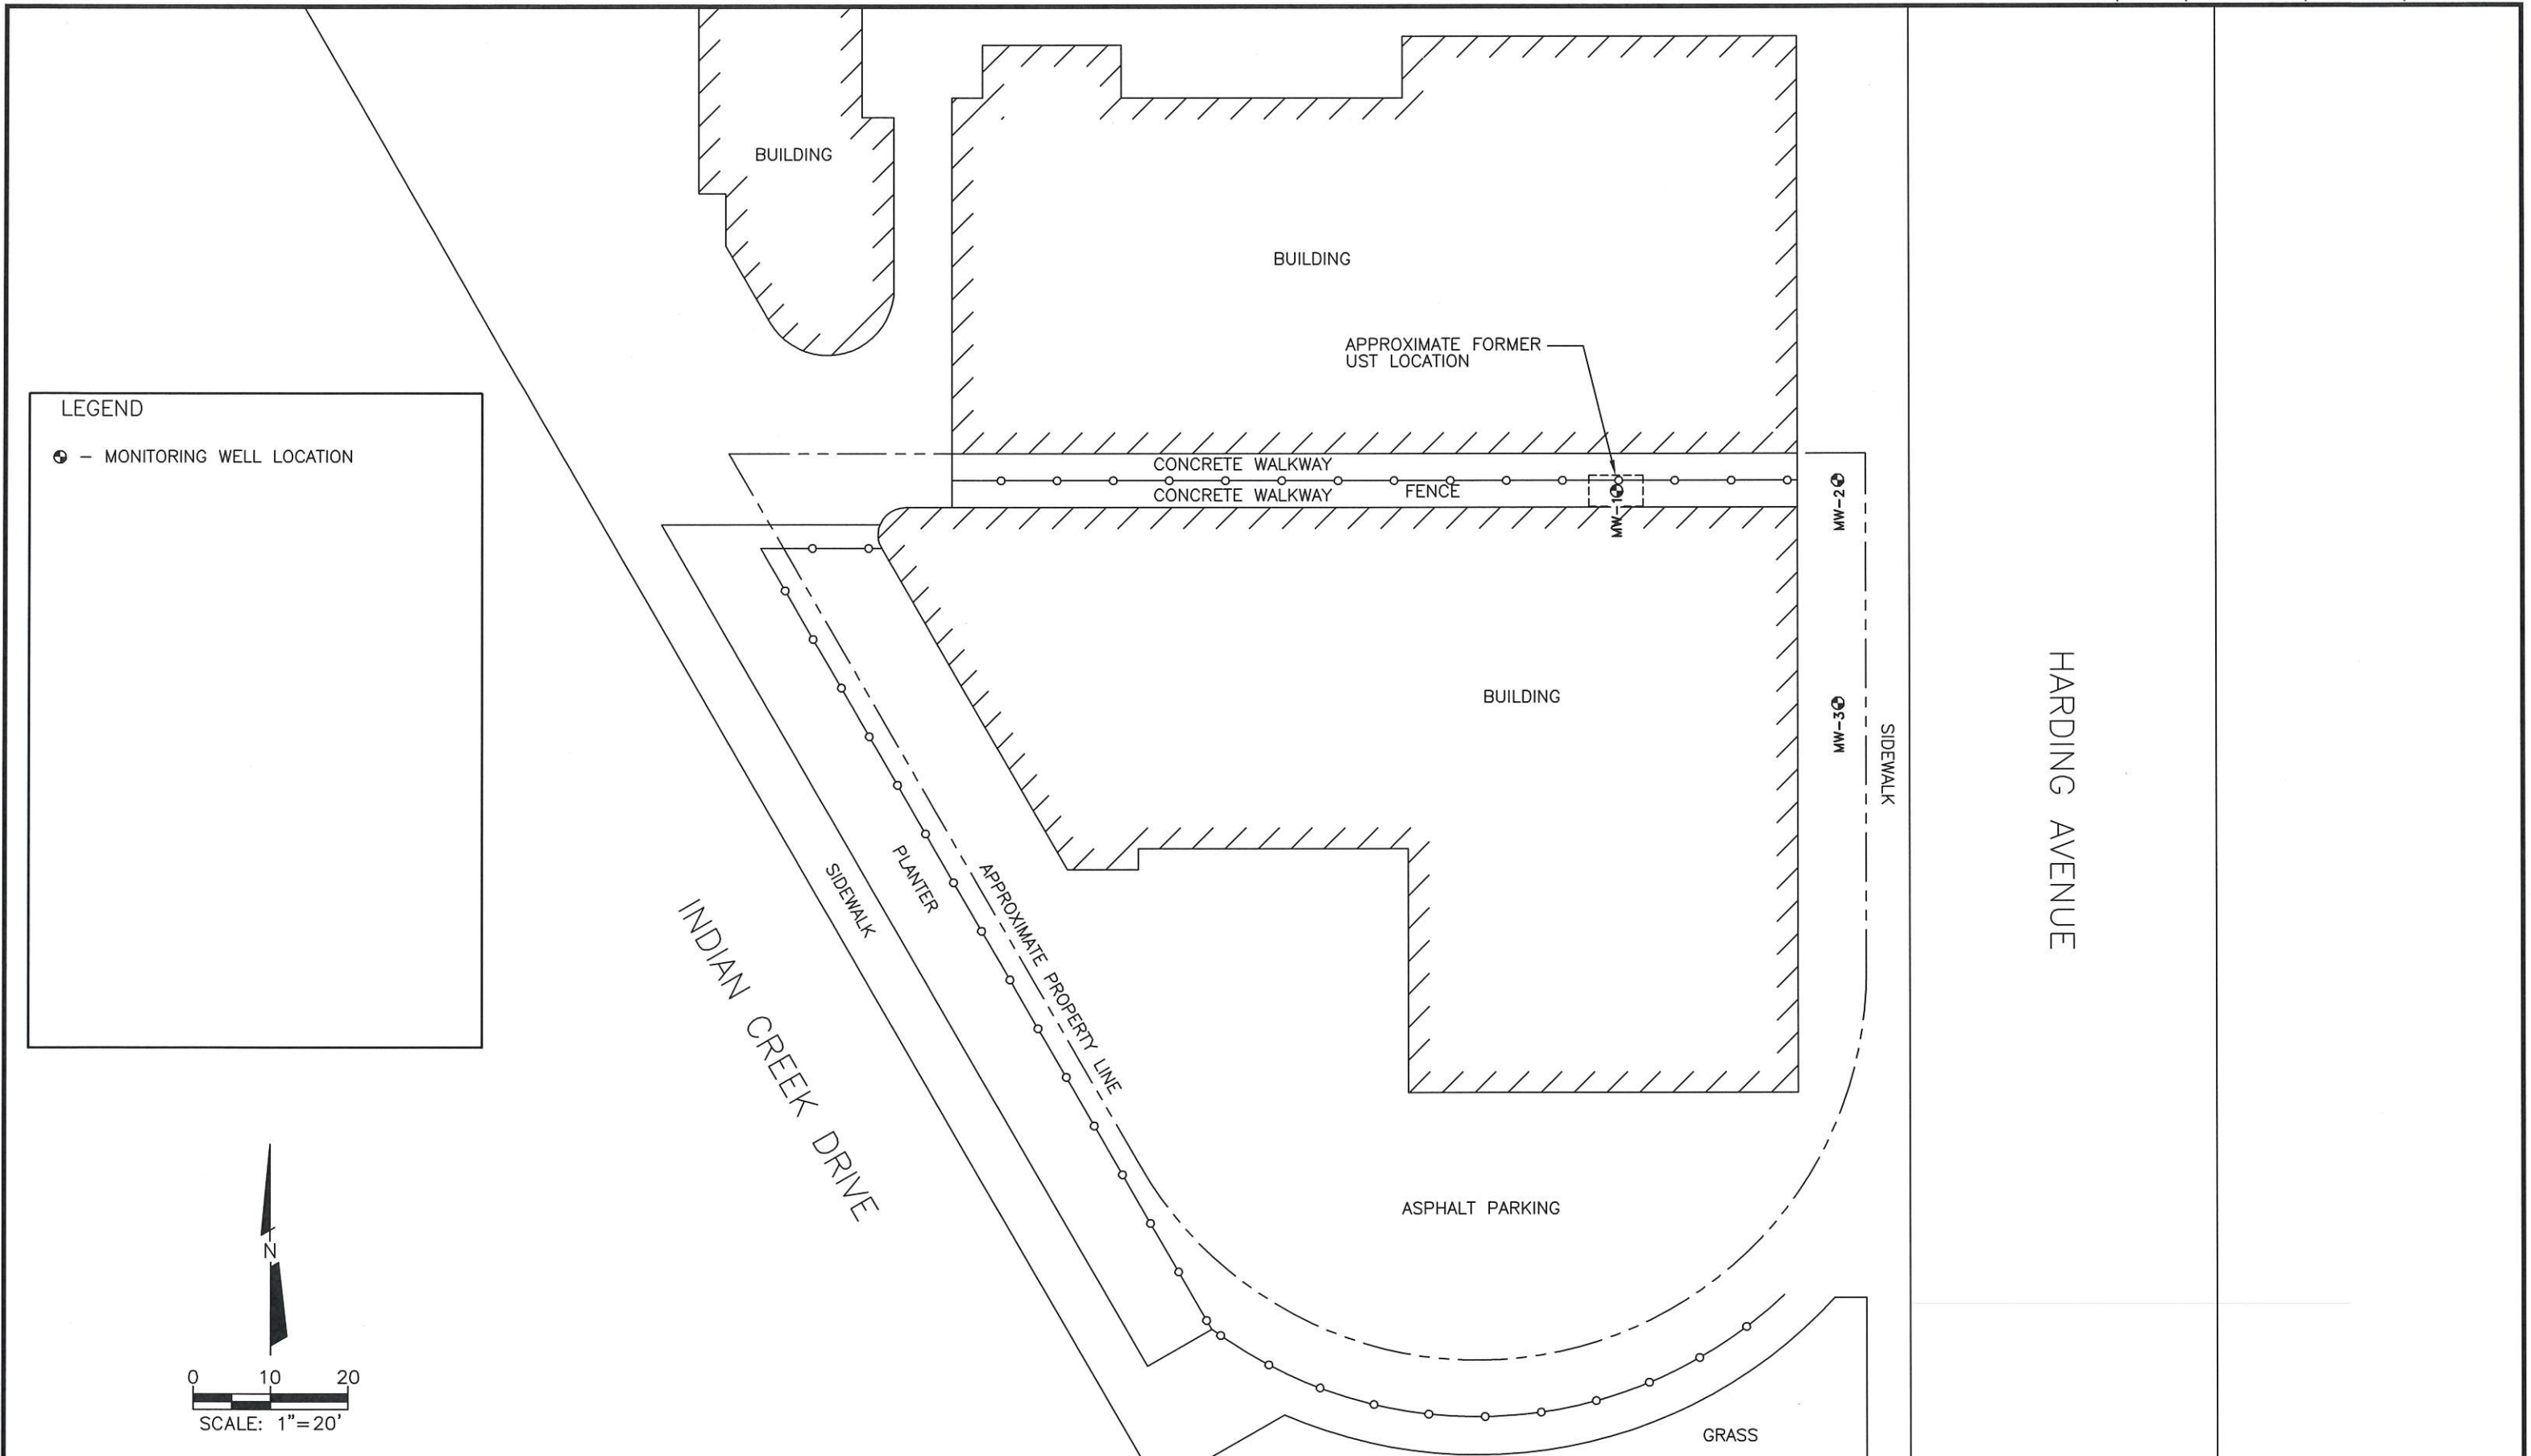 BUILDING
BUILDING
APPROXIMATE FORMER
UST LOCATION
LEGEND
- MONITORING WELL LOCATION
CONCRETE WALKWAY
CONCRETE WALKWAY
FENCE
MW-1
MW-2
BUILDING
MW-3
SIDEWALK
HARDING AVENUE
SIDEWALK
PLANTER
APPROXIMATE PROPERTY LINE
INDIAN CREEK DRIVE
ASPHALT PARKING
N
0 10 20
SCALE: 1"=20'
GRASS